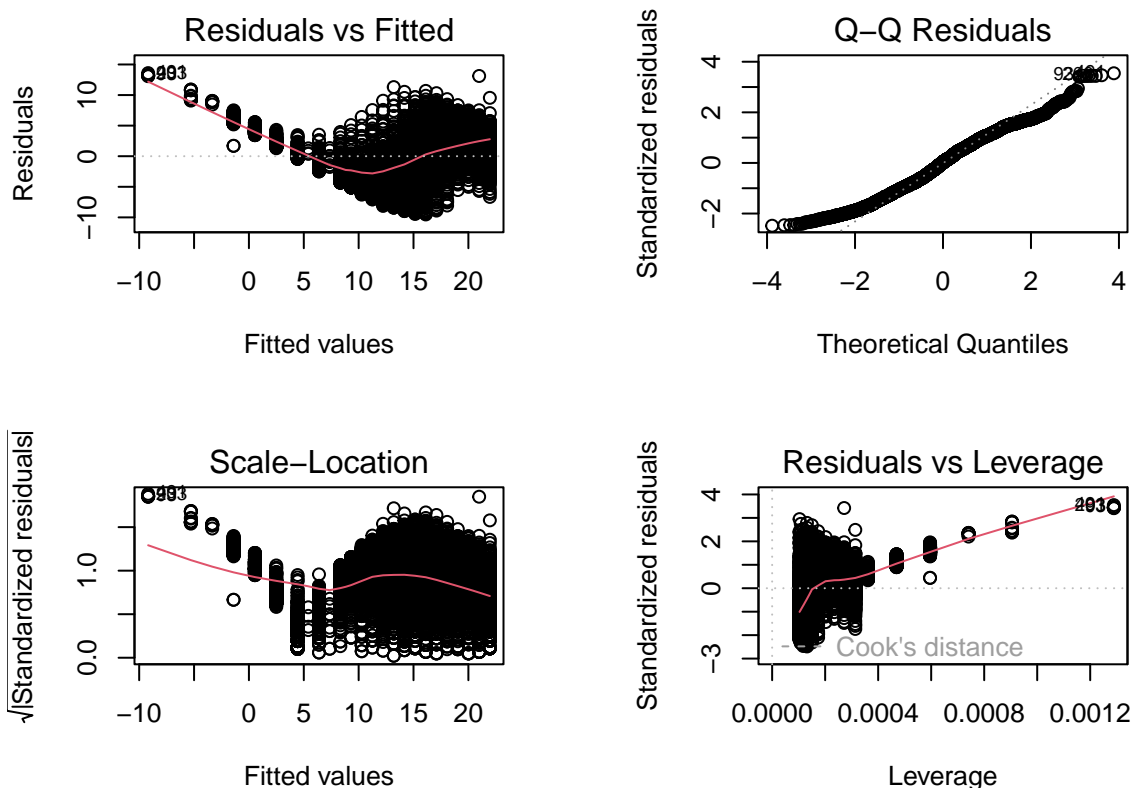 Residuals vs Fitted
Residuals
10
0
−10
−10 0 5 10 15 20
Fitted values
Q−Q Residuals
Standardized residuals
4
2
0
−2
−4 −2 0 2 4
Theoretical Quantiles
Scale−Location
√|Standardized residuals|
1.0
0.0
−10 0 5 10 15 20
Fitted values
Residuals vs Leverage
Standardized residuals
4
2
0
−3
Cook's distance
0.0000 0.0004 0.0008 0.0012
Leverage